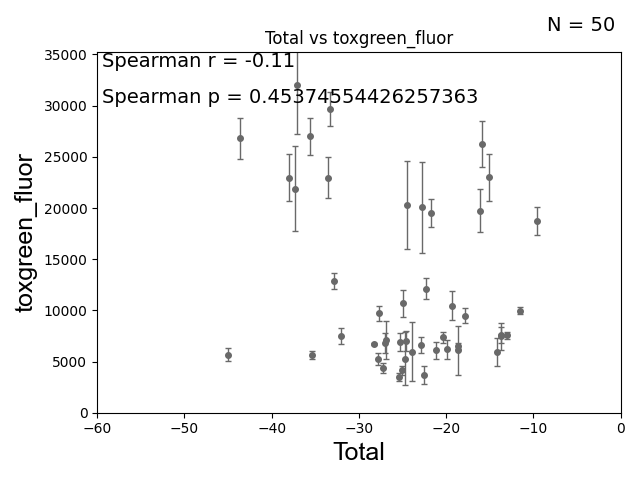 N = 50
Total vs toxgreen_fluor
Spearman r = -0.11
Spearman p = 0.45374554426257363
35000
30000
25000
20000
15000
10000
5000
0
toxgreen_fluor
−60 −50 −40 −30 −20 −10 0
Total